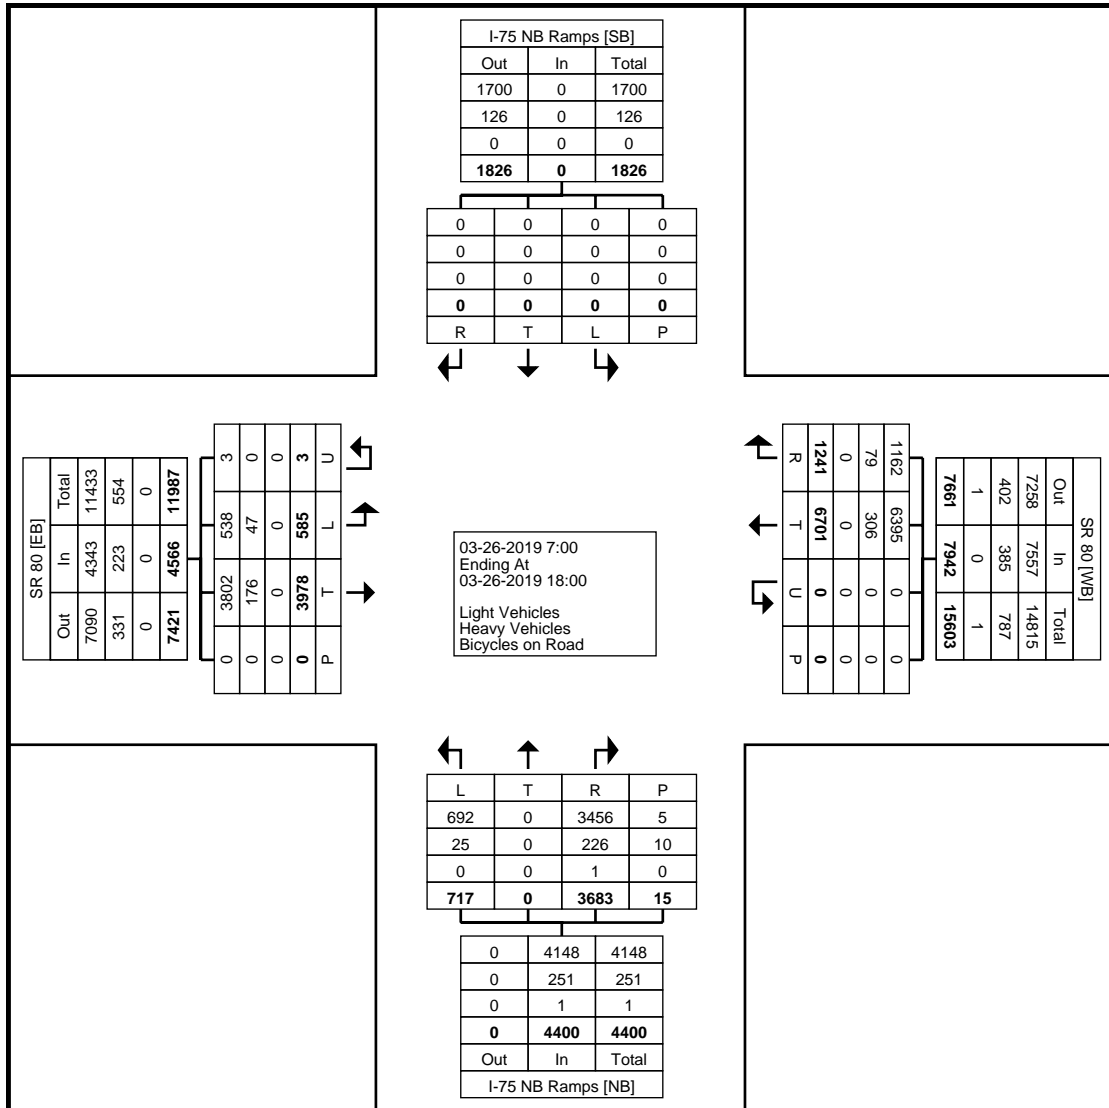 I-75 NB Ramps [SB]
Out In Total
1700 0 1700
126 0 126
0 0 0
1826 0 1826
0 0 0 0
0 0 0 0
0 0 0 0
0 0 0 0
R T L P
SR 80 [EB]
Total 11433 554 0 11987
In 4343 223 0 4566
Out 7090 331 0 7421
3 0 0 3 U
538 47 0 585 L
3802 176 0 3978 T
0 0 0 0 P
03-26-2019 7:00
Ending At
03-26-2019 18:00
Light Vehicles
Heavy Vehicles
Bicycles on Road
R 1241 0 79 1162
T 6701 0 306 6395
U 0 0 0 0
P 0 0 0 0
SR 80 [WB]
7661 1 402 7258 Out
7942 0 385 7557 In
15603 1 787 14815 Total
L T R P
692 0 3456 5
25 0 226 10
0 0 1 0
717 0 3683 15
0 4148 4148
0 251 251
0 1 1
0 4400 4400
Out In Total
I-75 NB Ramps [NB]